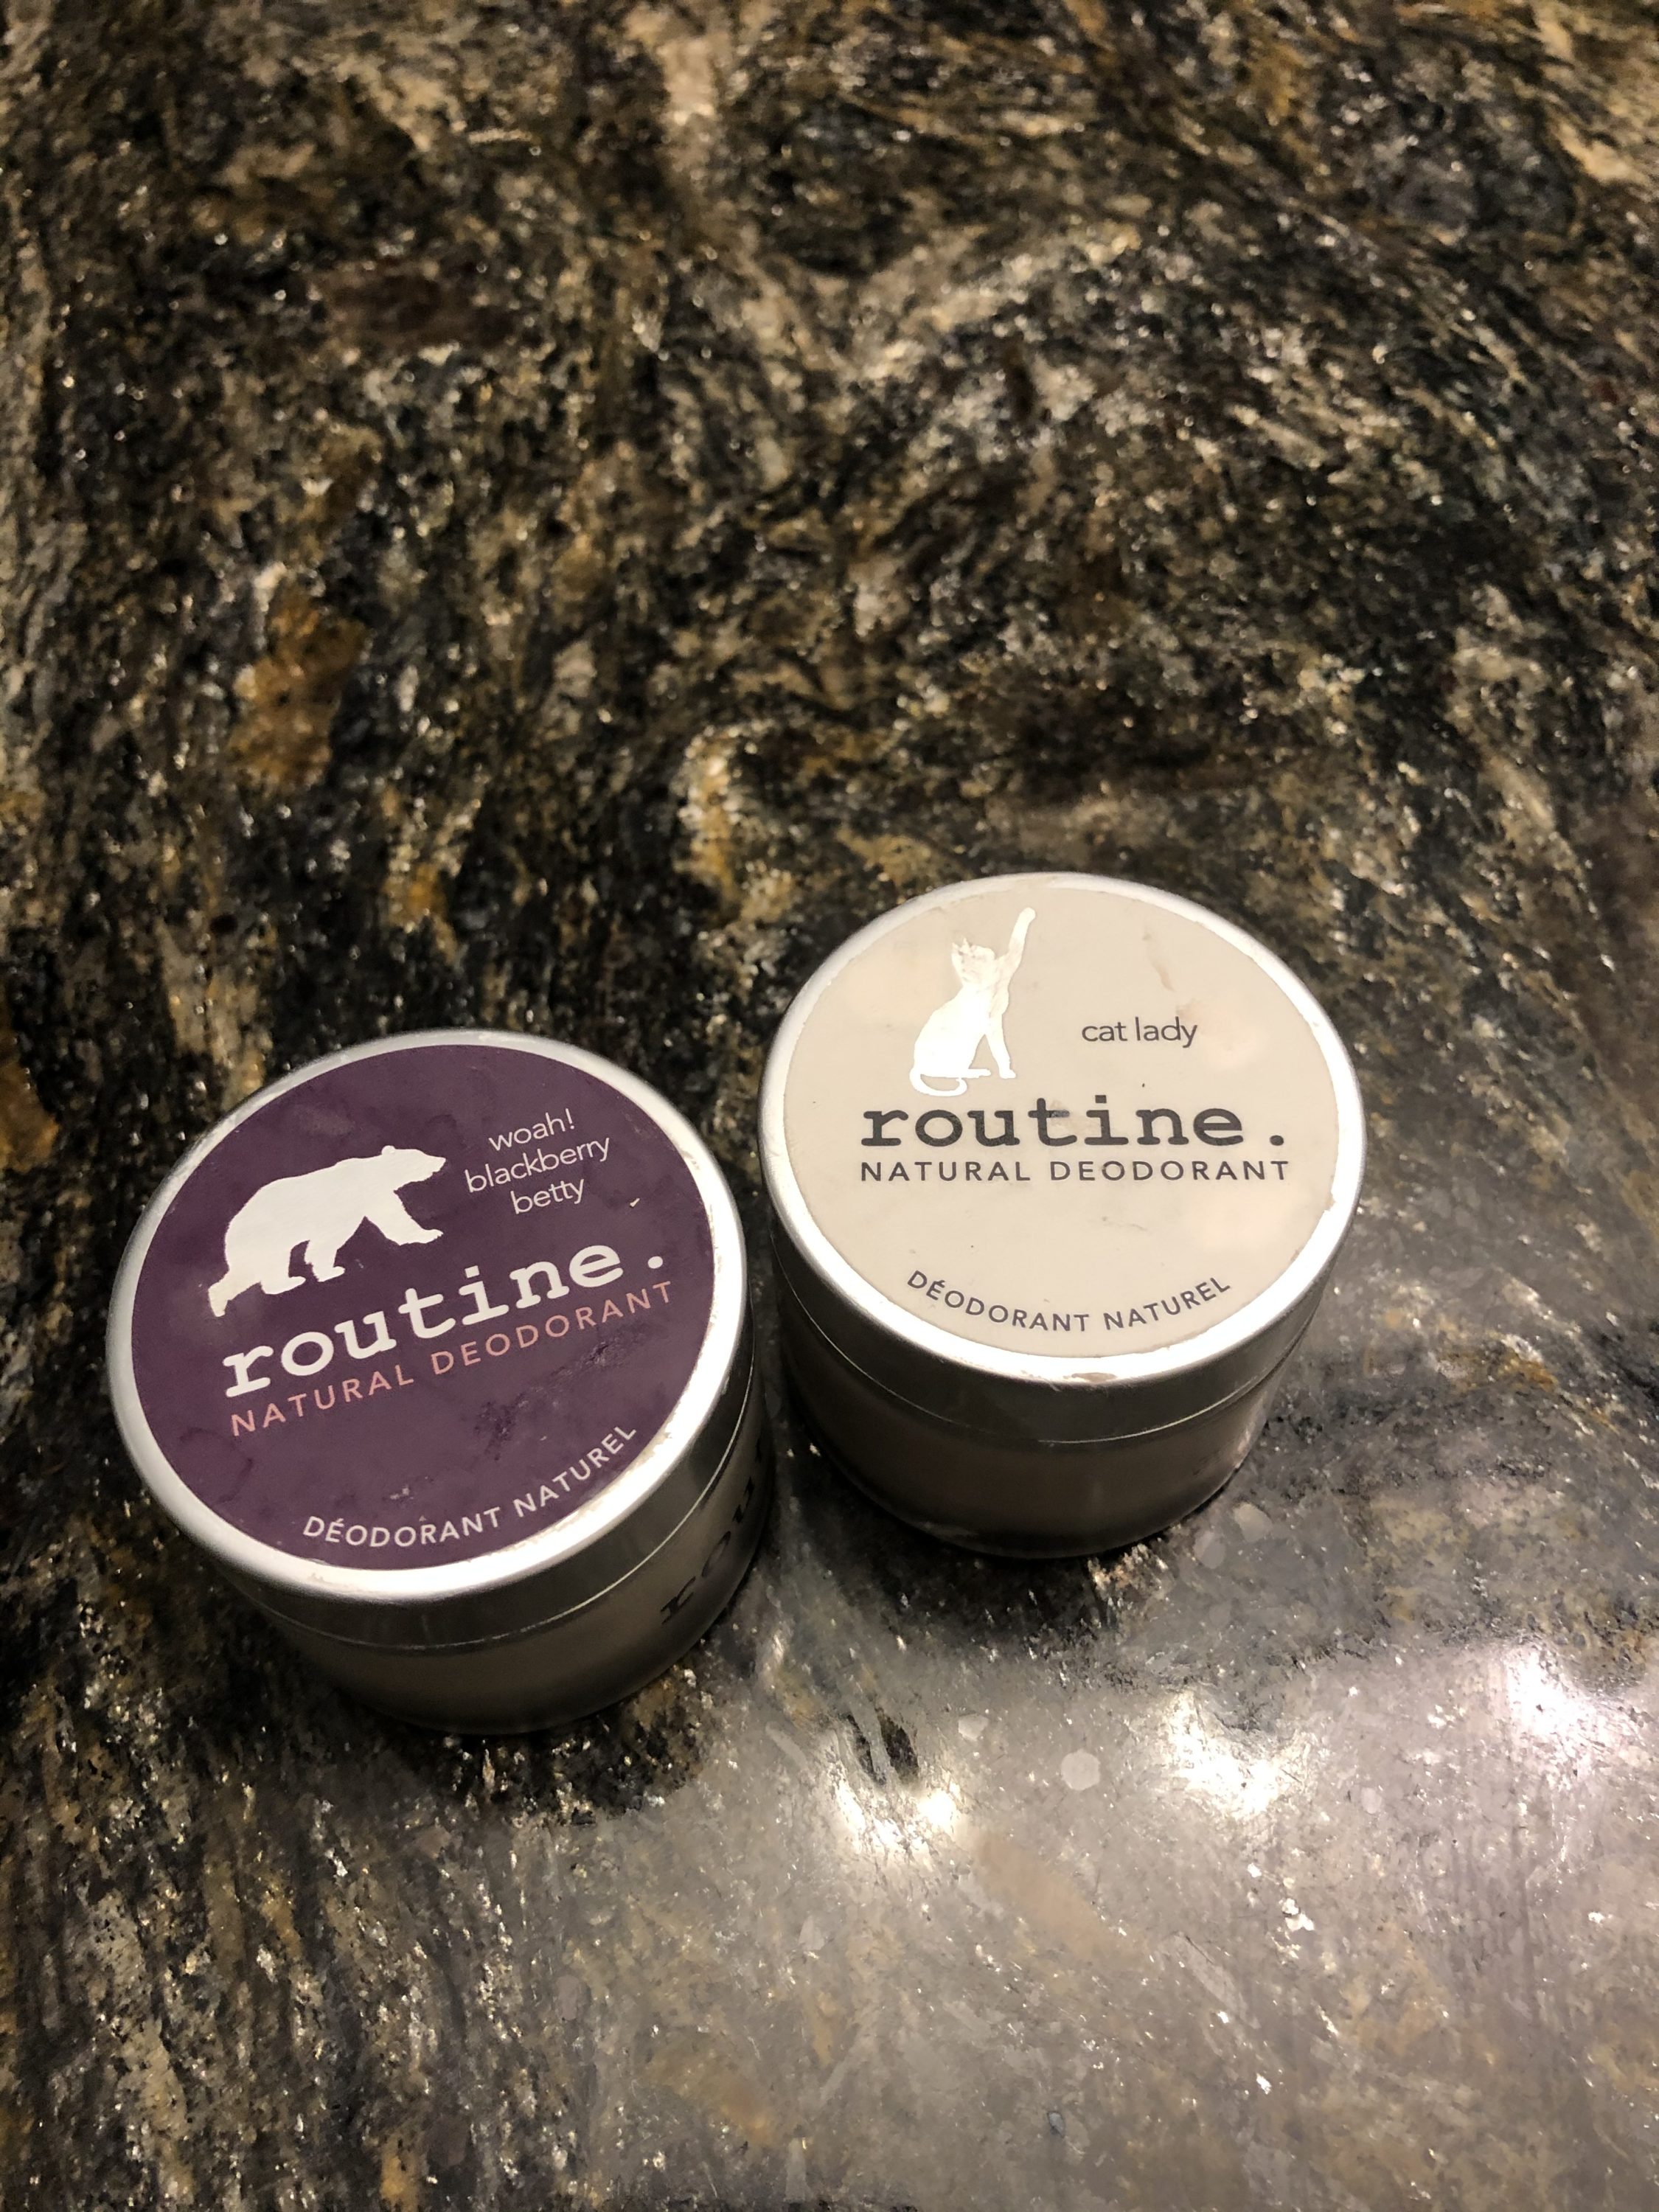 woah!
blackberry
betty
routine.
NATURAL DEODORANT
DÉODORANT NATUREL
cat lady
routine.
NATURAL DEODORANT
DÉODORANT NATUREL